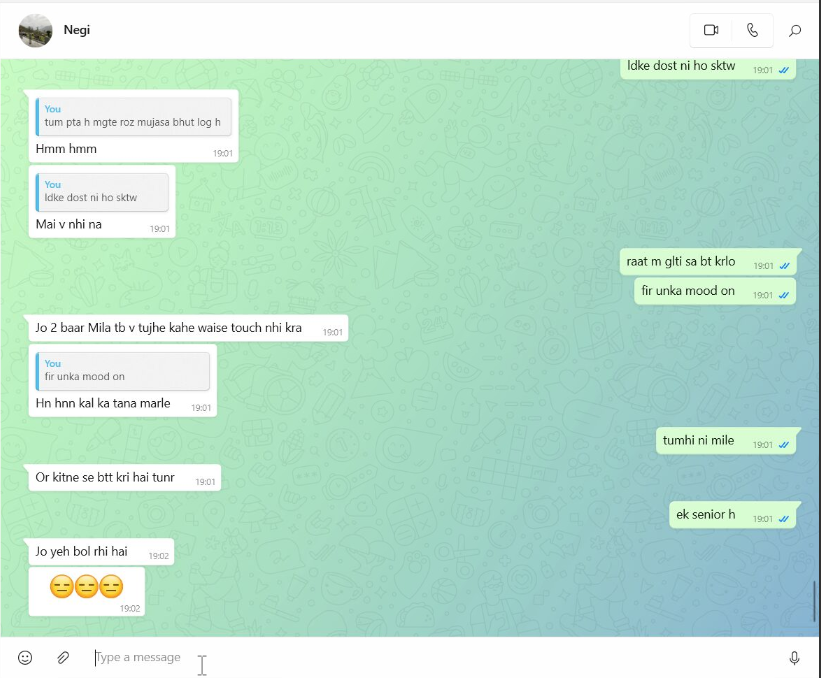 Negi
ldke dost ni ho sktw 19:01
You
tum pta h mgte roz mujasa bhut log h
Hmm hmm 19:01
You
ldke dost ni ho sktw
Mai v nhi na 19:01
raat m glti sa bt krlo 19:01
fir unka mood on 19:01
Jo 2 baar Mila tb v tujhe kahe waise touch nhi kra 19:01
You
fir unka mood on
Hn hnn kal ka tana marle 19:01
tumhi ni mile 19:01
Or kitne se btt kri hai tunr 19:01
ek senior h 19:01
Jo yeh bol rhi hai 19:02
19:02
Type a message